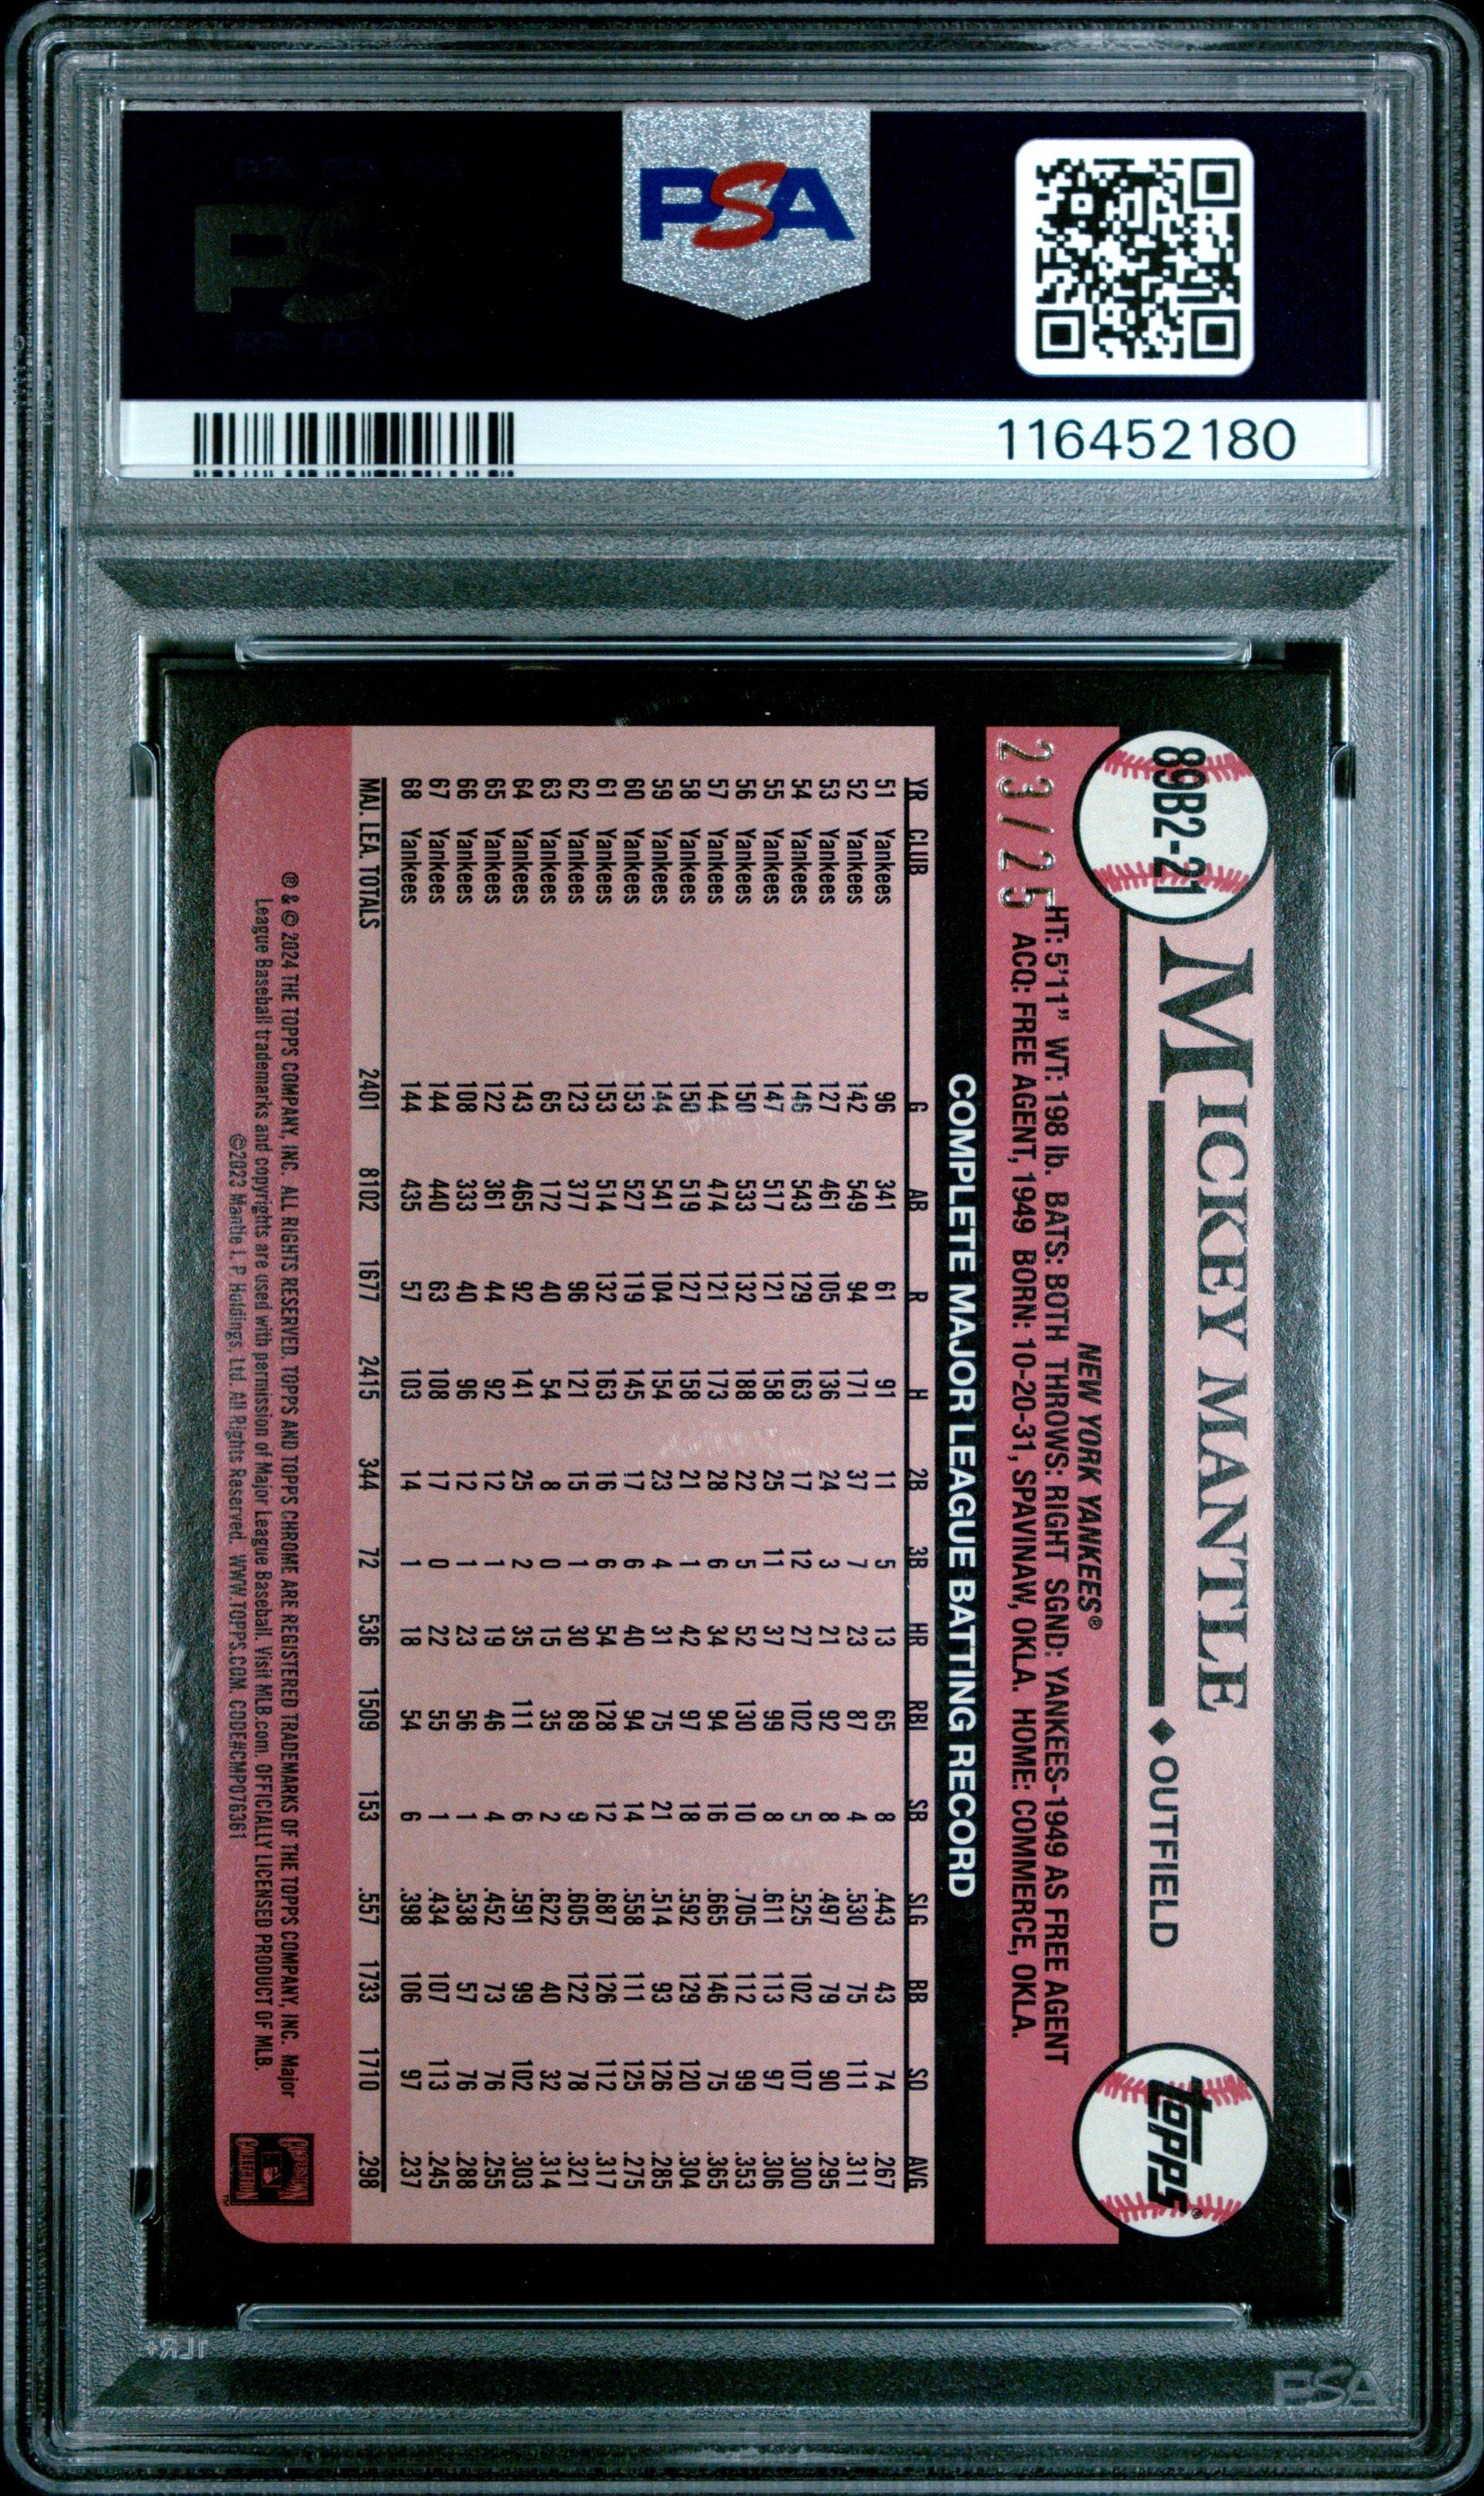 PSA
116452180
89B2-21
MICKEY MANTLE
◆ OUTFIELD
topps®
NEW YORK YANKEES®
HT: 5'11" WT: 198 lb. BATS: BOTH THROWS: RIGHT SGND: YANKEES-1949 AS FREE AGENT
ACQ: FREE AGENT, 1949 BORN: 10-20-31, SPAVINAW, OKLA. HOME: COMMERCE, OKLA.
23/25
COMPLETE MAJOR LEAGUE BATTING RECORD
YR CLUB G AB R H 2B 3B HR RBI SB SLG BB SO AVG
51 Yankees 96 341 61 91 11 5 13 65 8 .443 43 74 .267
52 Yankees 142 549 94 171 37 7 23 87 4 .530 75 111 .311
53 Yankees 127 461 105 136 24 3 21 92 8 .497 79 90 .295
54 Yankees 146 543 129 163 17 12 27 102 5 .525 102 107 .300
55 Yankees 147 517 121 158 25 11 37 99 8 .611 113 97 .306
56 Yankees 150 533 132 188 22 5 52 130 10 .705 112 99 .353
57 Yankees 144 474 121 173 28 6 34 94 16 .665 146 75 .365
58 Yankees 150 519 127 158 21 1 42 97 18 .592 129 120 .304
59 Yankees 144 541 104 154 23 4 31 75 21 .514 93 126 .285
60 Yankees 153 527 119 145 17 6 40 94 14 .558 111 125 .275
61 Yankees 153 514 132 163 16 6 54 128 12 .687 126 112 .317
62 Yankees 123 377 96 121 15 1 30 89 9 .605 122 78 .321
63 Yankees 65 172 40 54 8 0 15 35 2 .622 40 32 .314
64 Yankees 143 465 92 141 25 2 35 111 6 .591 99 102 .303
65 Yankees 122 361 44 92 12 1 19 46 4 .452 73 76 .255
66 Yankees 108 333 40 96 12 1 23 56 1 .538 57 76 .288
67 Yankees 144 440 63 108 17 0 22 55 1 .434 107 113 .245
68 Yankees 144 435 57 103 14 1 18 54 6 .398 106 97 .237
MAJ. LEA. TOTALS 2401 8102 1677 2415 344 72 536 1509 153 .557 1733 1710 .298
® & © 2024 THE TOPPS COMPANY, INC. ALL RIGHTS RESERVED. TOPPS AND TOPPS CHROME ARE REGISTERED TRADEMARKS OF THE TOPPS COMPANY, INC. Major
League Baseball trademarks and copyrights are used with permission of Major League Baseball. Visit MLB.com. OFFICIALLY LICENSED PRODUCT OF MLB.
©2023 Mantle I. P. Holdings, Ltd. All Rights Reserved. WWW.TOPPS.COM. CODE#CMP076361
COOPERSTOWN
COLLECTION™
PSA